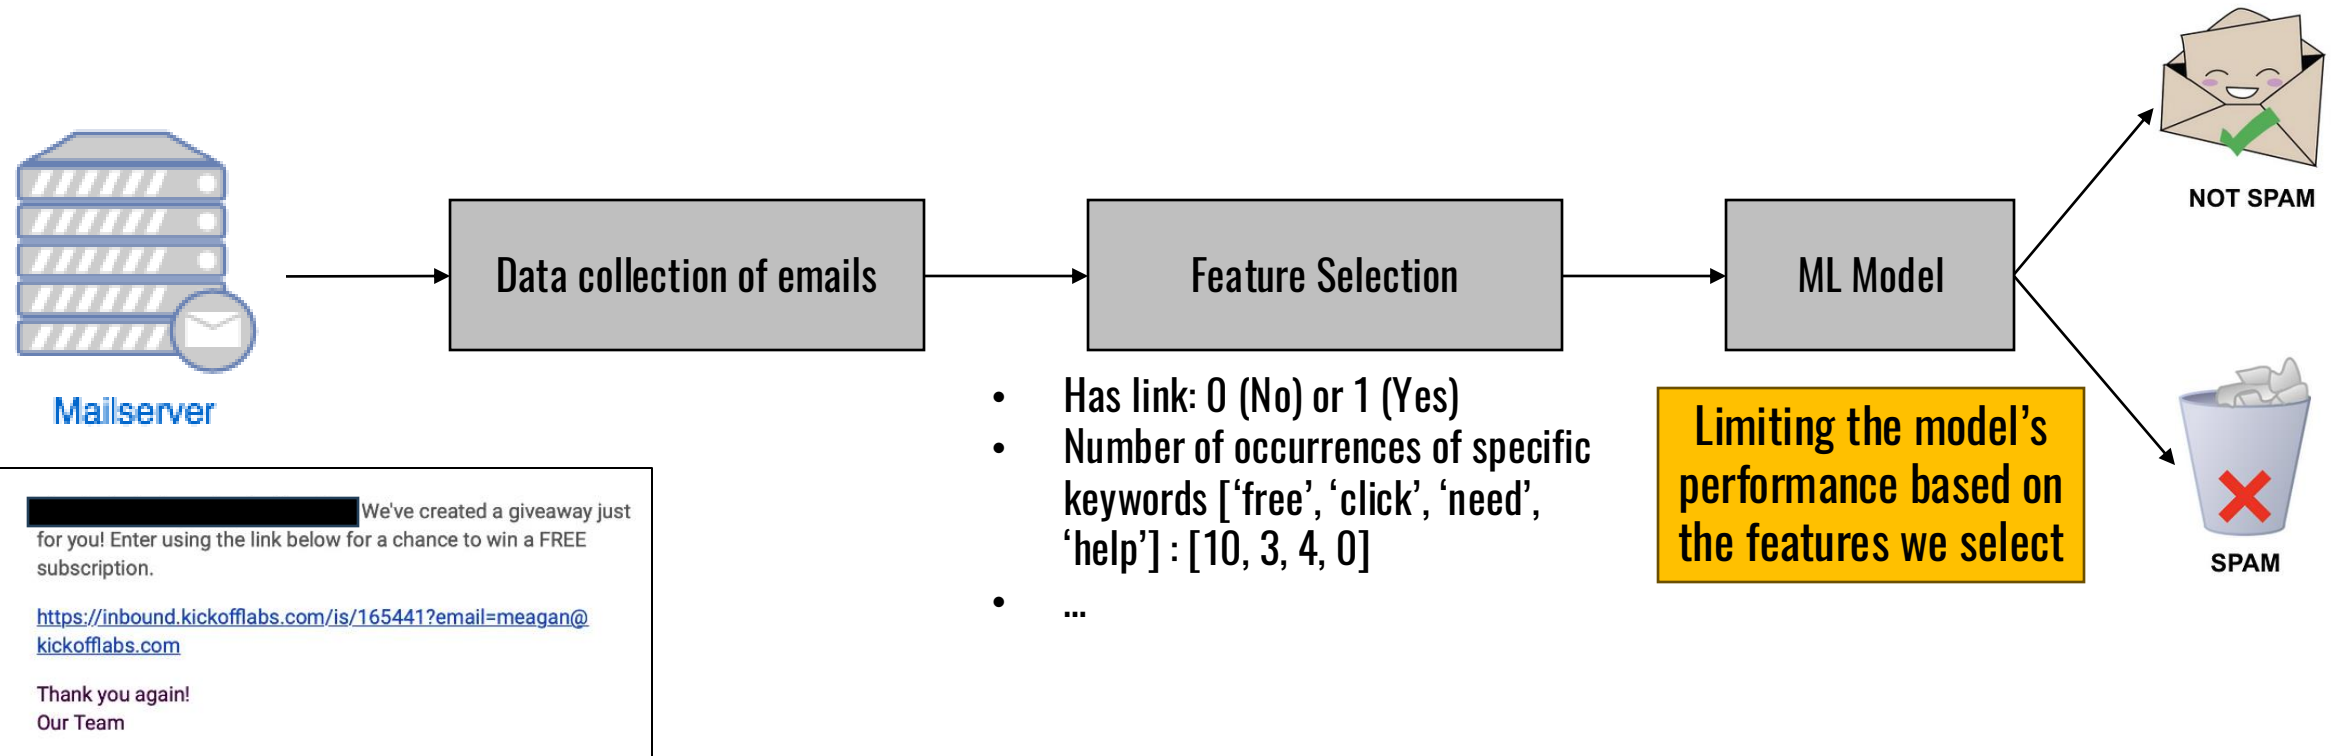 Mailserver
We've created a giveaway just
for you! Enter using the link below for a chance to win a FREE
subscription.
https://inbound.kickofflabs.com/is/165441?email=meagan@
kickofflabs.com
Thank you again!
Our Team
Data collection of emails
Feature Selection
• Has link: 0 (No) or 1 (Yes)
• Number of occurrences of specific
keywords [‘free’, ‘click’, ‘need’,
‘help’] : [10, 3, 4, 0]
• ...
ML Model
Limiting the model’s
performance based on
the features we select
NOT SPAM
SPAM